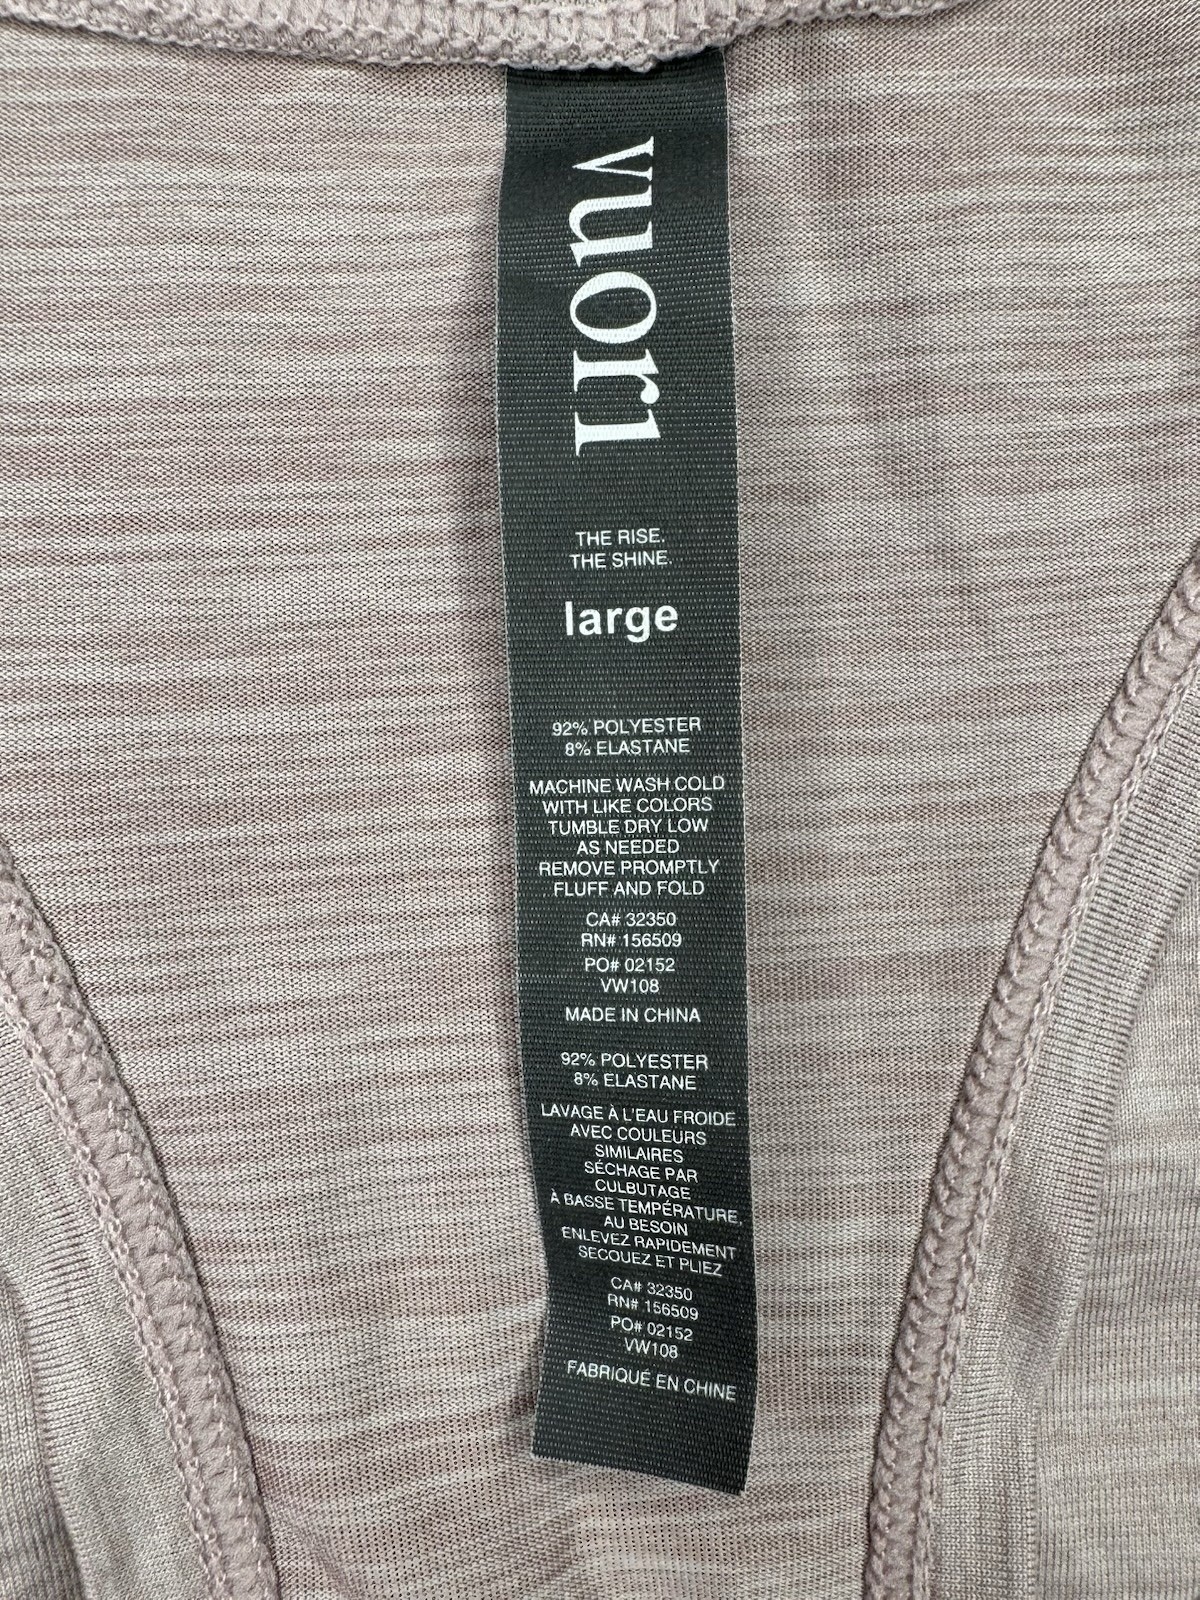 vuori
THE RISE.
THE SHINE.
large
92% POLYESTER
8% ELASTANE
MACHINE WASH COLD
WITH LIKE COLORS
TUMBLE DRY LOW
AS NEEDED
REMOVE PROMPTLY
FLUFF AND FOLD
CA# 32350
RN# 156509
PO# 02152
VW108
MADE IN CHINA
92% POLYESTER
8% ELASTANE
LAVAGE À L'EAU FROIDE
AVEC COULEURS
SIMILAIRES
SÉCHAGE PAR
CULBUTAGE
À BASSE TEMPÉRATURE,
AU BESOIN
ENLEVEZ RAPIDEMENT
SECOUEZ ET PLIEZ
CA# 32350
RN# 156509
PO# 02152
VW108
FABRIQUÉ EN CHINE